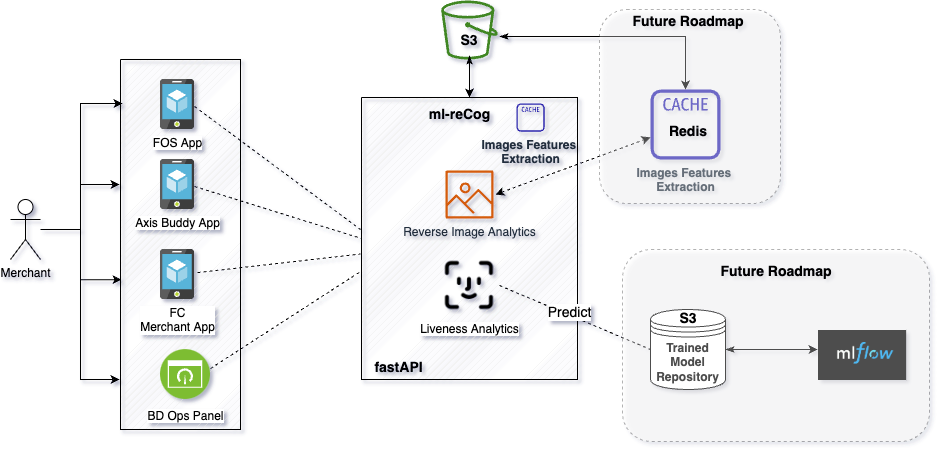 S3
Future Roadmap
CACHE
Redis
Images Features
Extraction
ml-reCog
CACHE
Images Features
Extraction
Reverse Image Analytics
Liveness Analytics
fastAPI
FOS App
Axis Buddy App
FC
Merchant App
BD Ops Panel
Merchant
Predict
Future Roadmap
S3
Trained
Model
Repository
mlflow